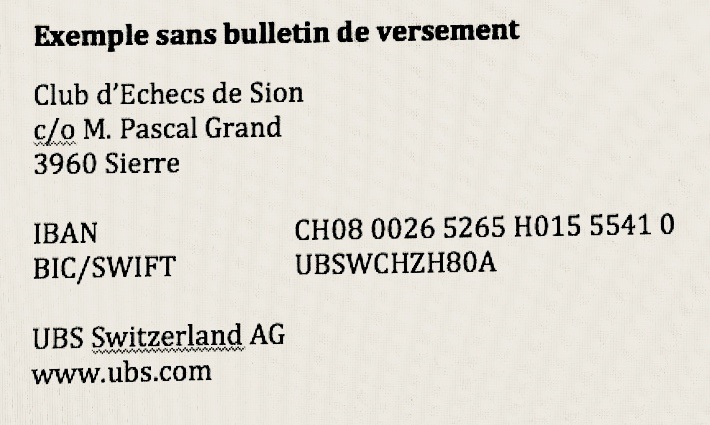 Exemple sans bulletin de versement
Club d'Echecs de Sion
c/o M. Pascal Grand
3960 Sierre
IBAN CH08 0026 5265 H015 5541 0
BIC/SWIFT UBSWCHZH80A
UBS Switzerland AG
www.ubs.com